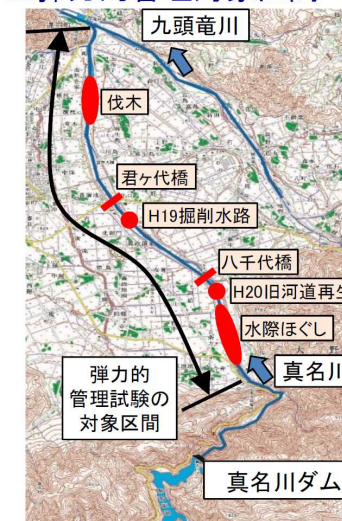 九頭竜川
伐木
君ヶ代橋
H19掘削水路
八千代橋
H20旧河道再生
水際ほぐし
真名川
弾力的
管理試験の
対象区間
真名川ダム